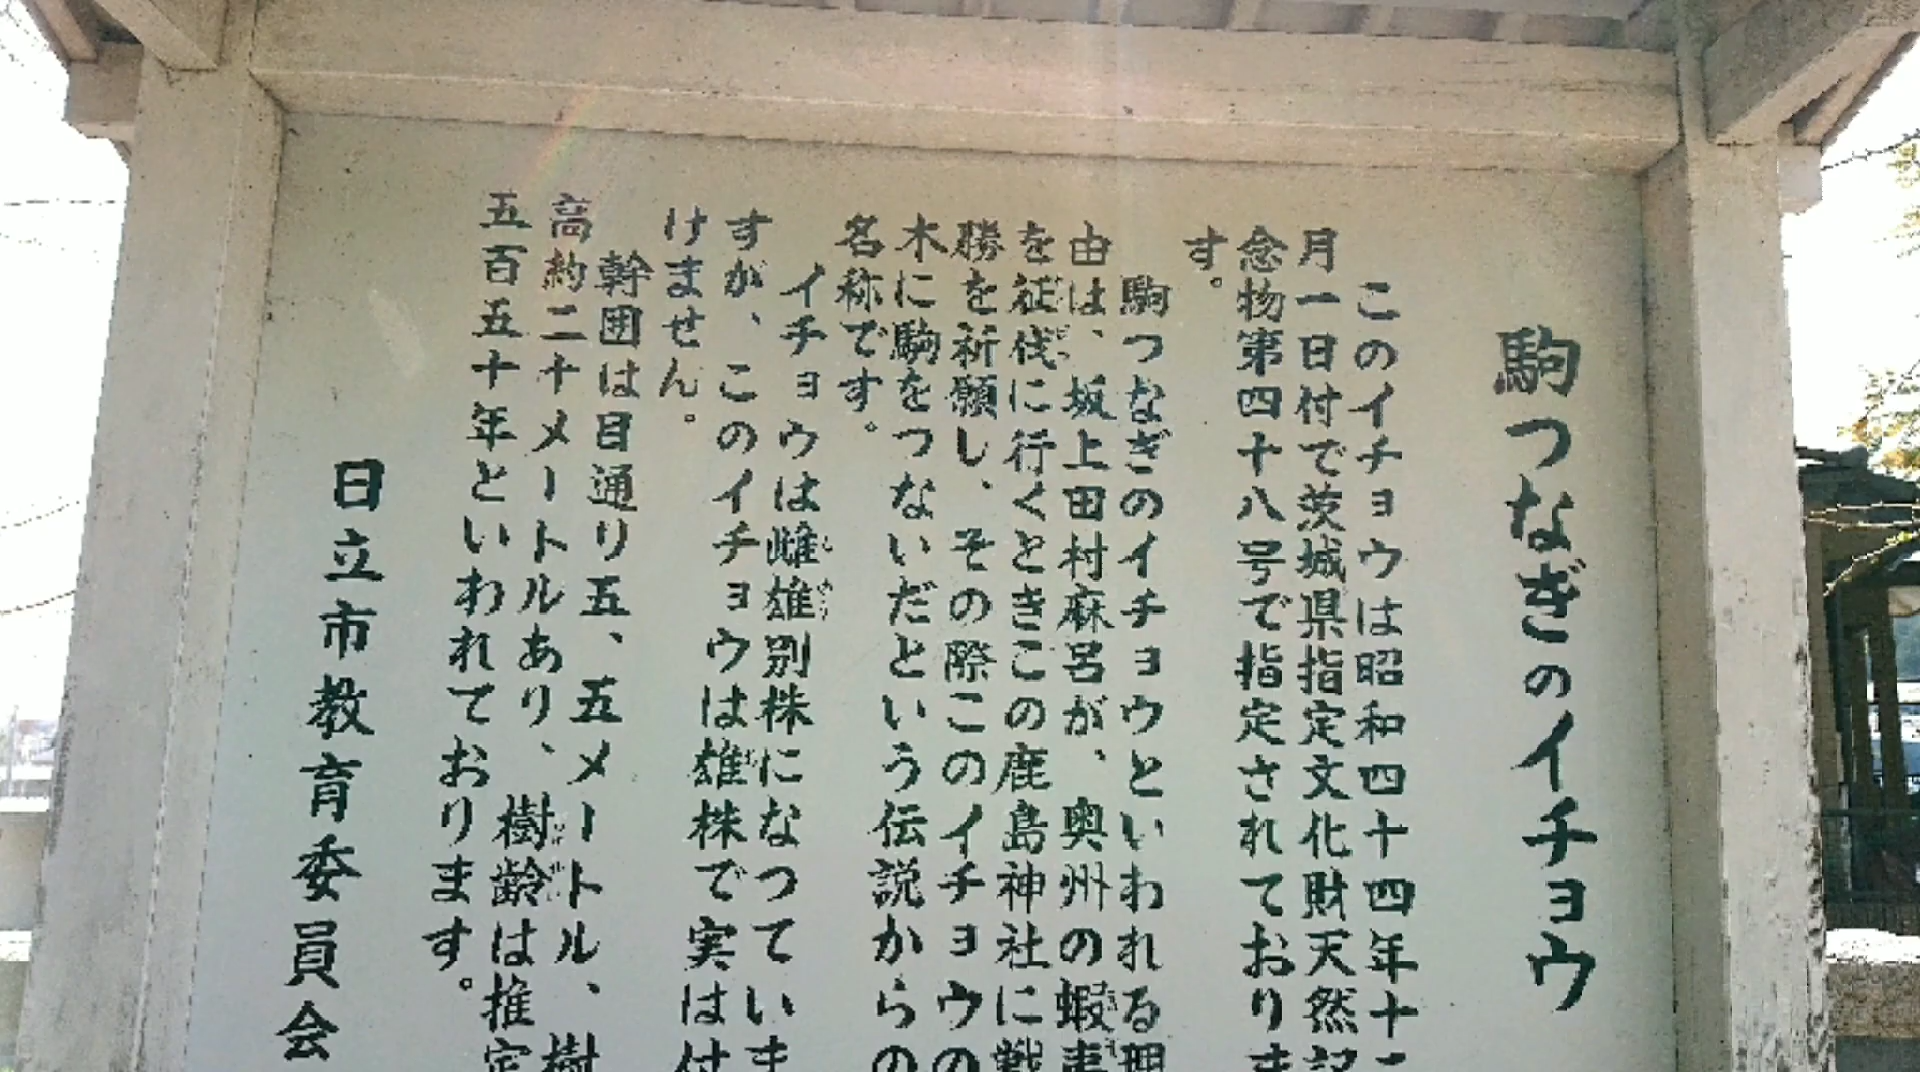 駒つなぎのイチョウ
このイチョウは昭和四十四年十二
月一日付で茨城県指定文化財天然記
念物第四十八号で指定されておりま
す。
駒つなぎのイチョウといわれる理
由は、坂上田村麻呂が、奥州の蝦夷
を征伐に行くときこの鹿島神社に戦
勝を祈願し、その際このイチョウの
木に駒をつないだという伝説からの
名称です。
イチョウは雌雄別株になっていま
すが、このイチョウは雄株で実は付
けません。
幹囲は目通り五、五メートル、樹
高約二十メートルあり、樹齢は推定
五百五十年といわれております。
日立市教育委員会